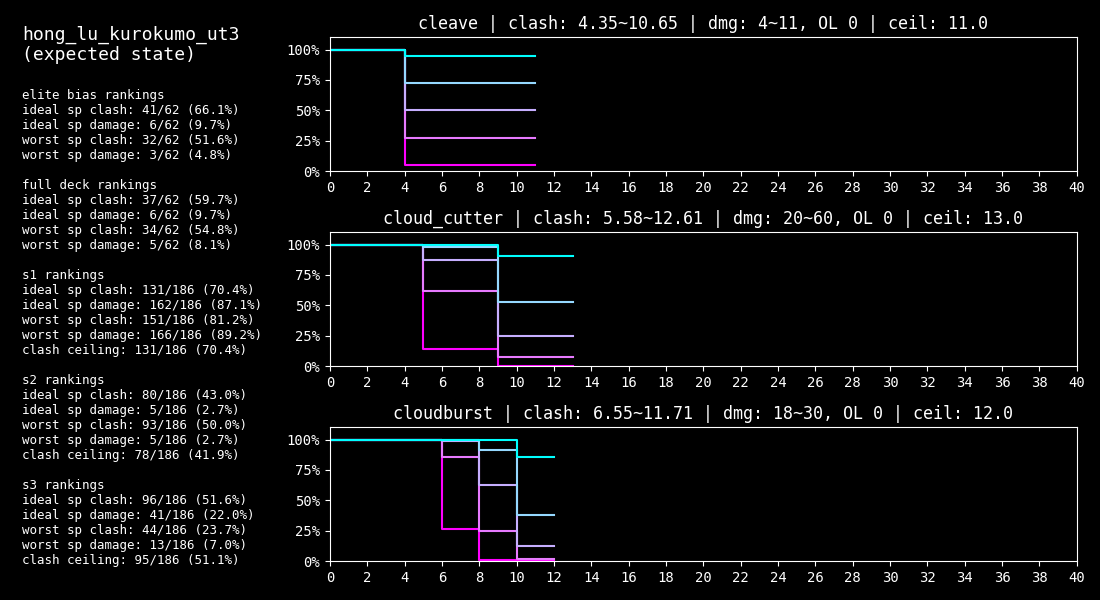 hong_lu_kurokumo_ut3
(expected state)
elite bias rankings
ideal sp clash: 41/62 (66.1%)
ideal sp damage: 6/62 (9.7%)
worst sp clash: 32/62 (51.6%)
worst sp damage: 3/62 (4.8%)
full deck rankings
ideal sp clash: 37/62 (59.7%)
ideal sp damage: 6/62 (9.7%)
worst sp clash: 34/62 (54.8%)
worst sp damage: 5/62 (8.1%)
s1 rankings
ideal sp clash: 131/186 (70.4%)
ideal sp damage: 162/186 (87.1%)
worst sp clash: 151/186 (81.2%)
worst sp damage: 166/186 (89.2%)
clash ceiling: 131/186 (70.4%)
s2 rankings
ideal sp clash: 80/186 (43.0%)
ideal sp damage: 5/186 (2.7%)
worst sp clash: 93/186 (50.0%)
worst sp damage: 5/186 (2.7%)
clash ceiling: 78/186 (41.9%)
s3 rankings
ideal sp clash: 96/186 (51.6%)
ideal sp damage: 41/186 (22.0%)
worst sp clash: 44/186 (23.7%)
worst sp damage: 13/186 (7.0%)
clash ceiling: 95/186 (51.1%)
cleave | clash: 4.35~10.65 | dmg: 4~11, OL 0 | ceil: 11.0
100%
75%
50%
25%
0%
0 2 4 6 8 10 12 14 16 18 20 22 24 26 28 30 32 34 36 38 40
cloud_cutter | clash: 5.58~12.61 | dmg: 20~60, OL 0 | ceil: 13.0
100%
75%
50%
25%
0%
0 2 4 6 8 10 12 14 16 18 20 22 24 26 28 30 32 34 36 38 40
cloudburst | clash: 6.55~11.71 | dmg: 18~30, OL 0 | ceil: 12.0
100%
75%
50%
25%
0%
0 2 4 6 8 10 12 14 16 18 20 22 24 26 28 30 32 34 36 38 40